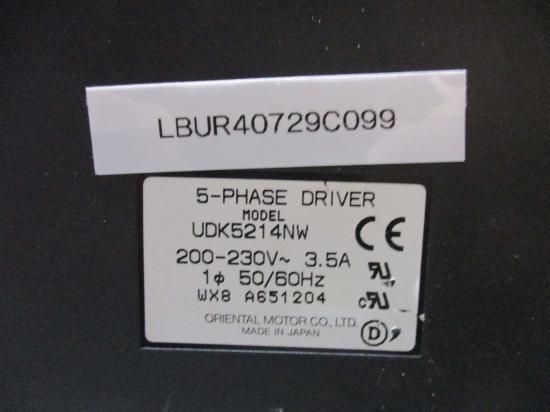 LBUR40729C099
5-PHASE DRIVER
MODEL
UDK5214NW
200-230V~ 3.5A
1ϕ 50/60Hz
WX8 A651204
ORIENTAL MOTOR CO., LTD.
MADE IN JAPAN
CE
c
D